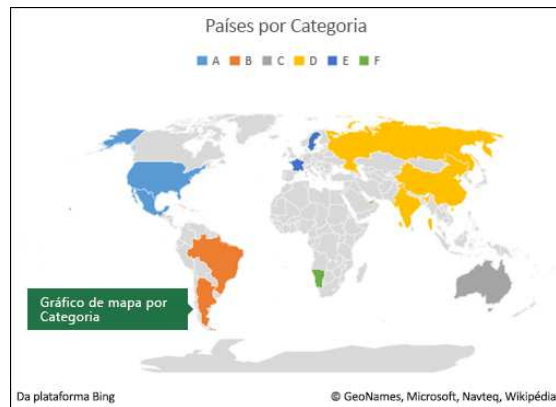 Países por Categoria
A B C D E F
Gráfico de mapa por
Categoria
Da plataforma Bing
© GeoNames, Microsoft, Navteq, Wikipédia